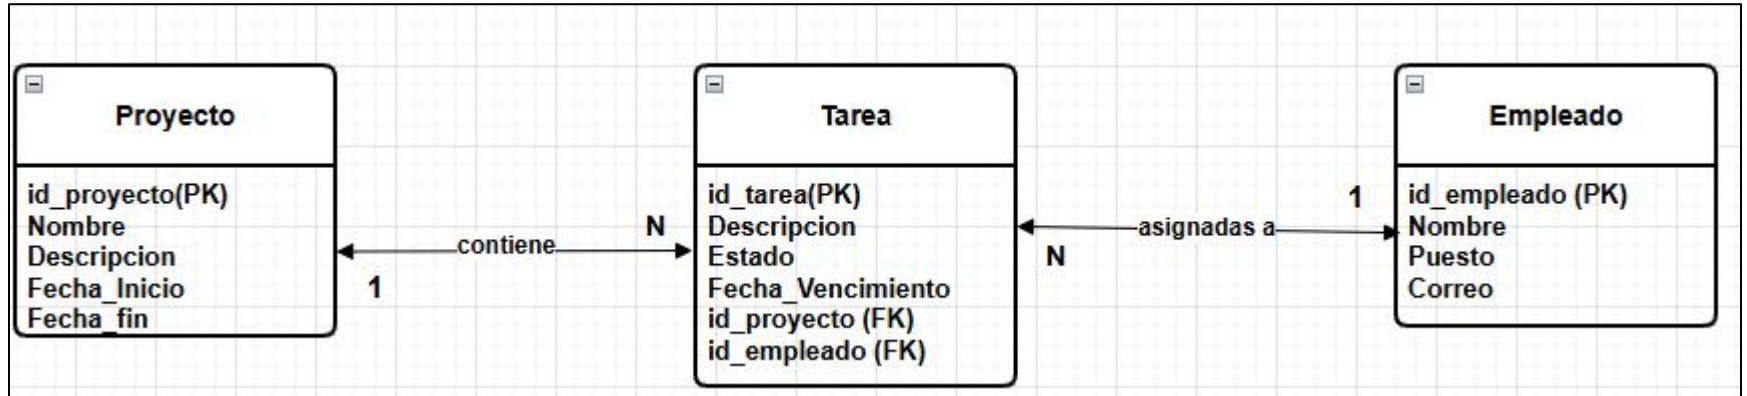 Proyecto
id_proyecto(PK)
Nombre
Descripcion
Fecha_Inicio
Fecha_fin
1
contiene
N
Tarea
id_tarea(PK)
Descripcion
Estado
Fecha_Vencimiento
id_proyecto (FK)
id_empleado (FK)
N
asignadas a
1
Empleado
id_empleado (PK)
Nombre
Puesto
Correo